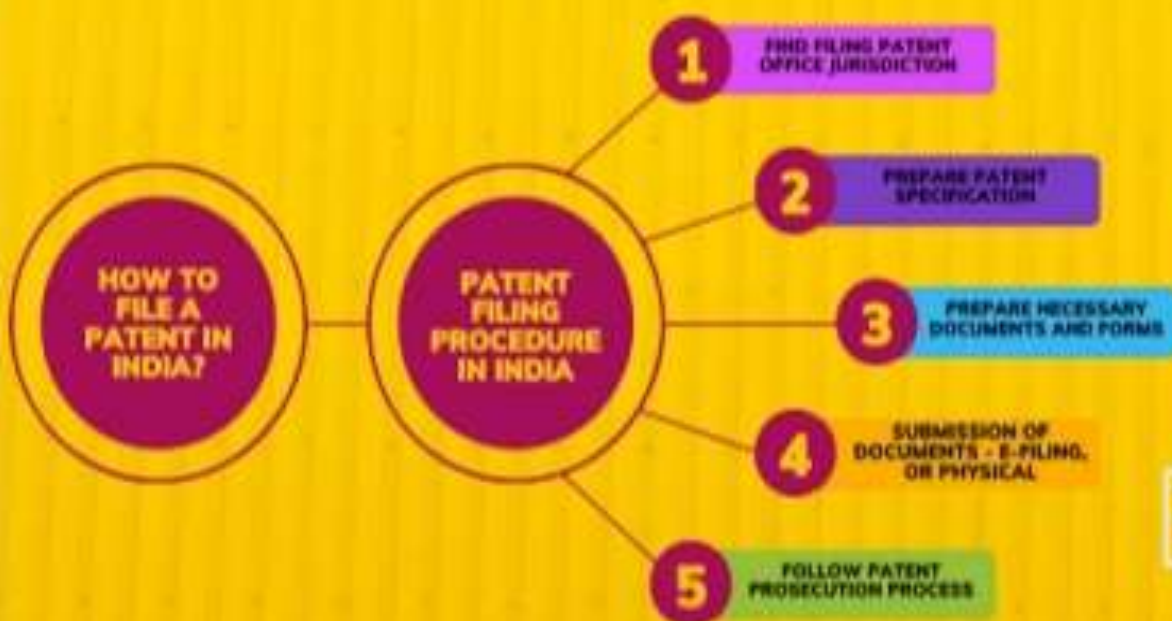 HOW TO
FILE A
PATENT IN
INDIA?
PATENT
FILING
PROCEDURE
IN INDIA
1
FIND FILING PATENT
OFFICE JURISDICTION
2
PREPARE PATENT
SPECIFICATION
3
PREPARE NECESSARY
DOCUMENTS AND FORMS
4
SUBMISSION OF
DOCUMENTS - E-FILING,
OR PHYSICAL
5
FOLLOW PATENT
PROSECUTION PROCESS